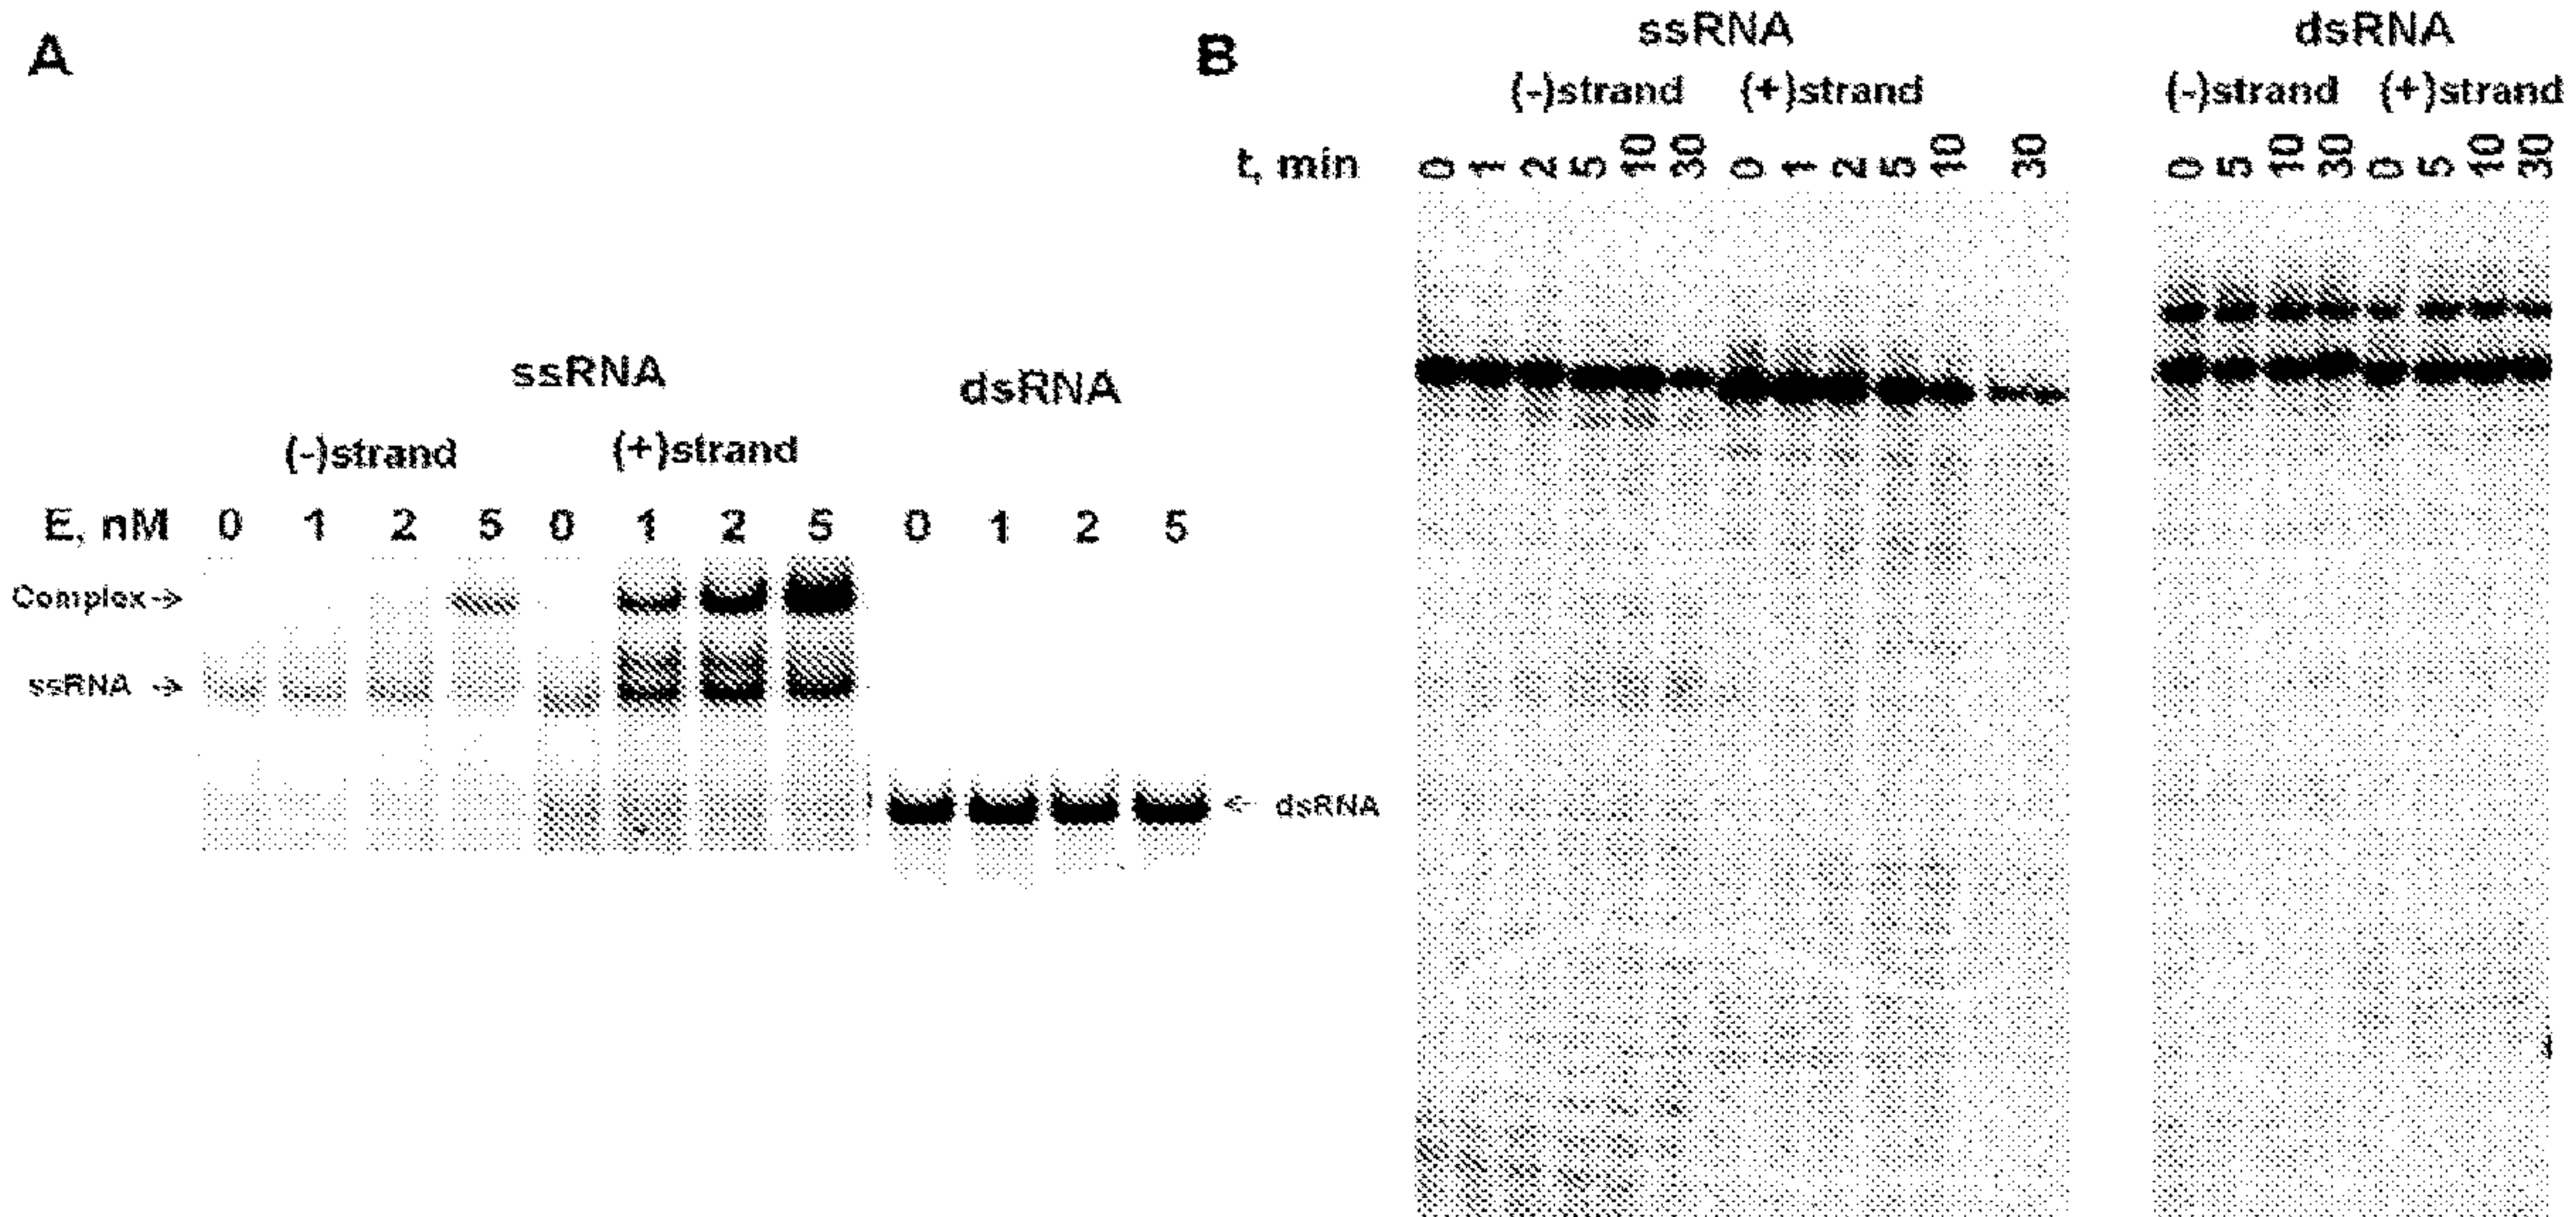 A
ssRNA
dsRNA
(-)strand
(+)strand
E, nM 0 1 2 5 0 1 2 5 0 1 2 5
Complex->
ssRNA ->
<- dsRNA
B
ssRNA
dsRNA
(-)strand (+)strand
(-)strand (+)strand
t, min 0 1 2 5 10 30 0 1 2 5 10 30
0 5 10 30 0 5 10 30